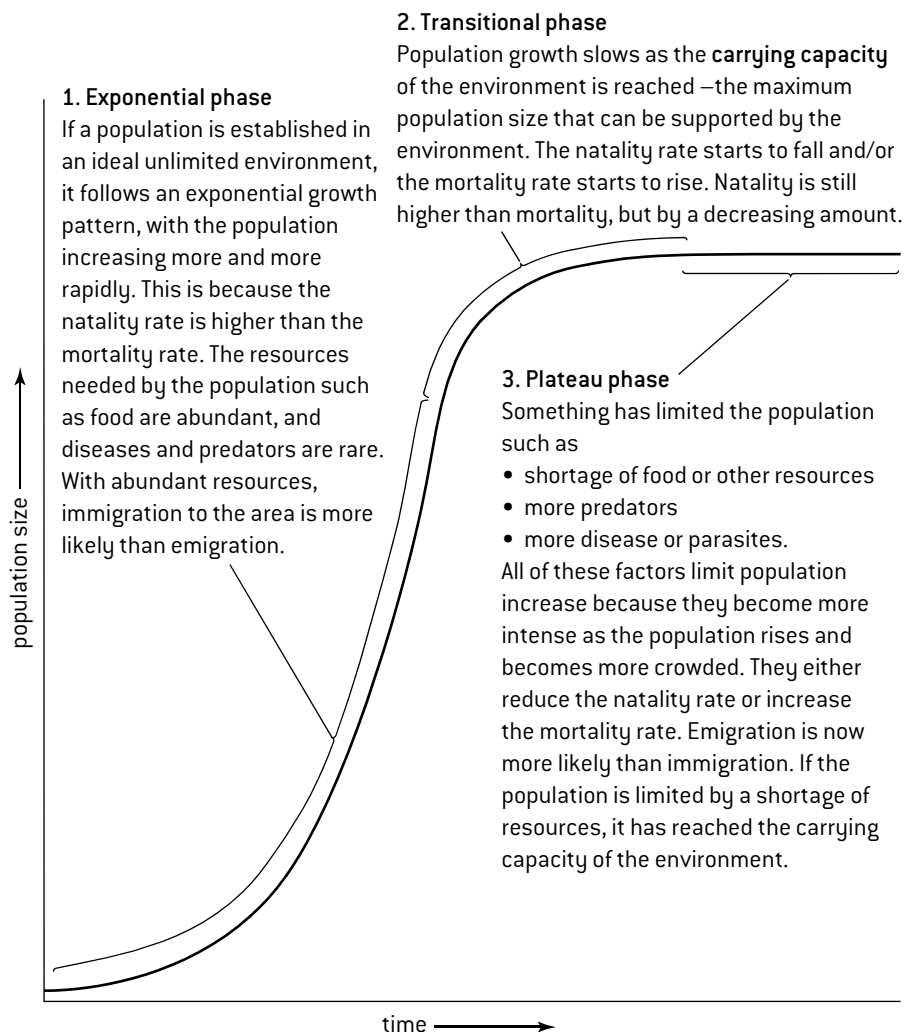 2. Transitional phase
Population growth slows as the carrying capacity
of the environment is reached –the maximum
population size that can be supported by the
environment. The natality rate starts to fall and/or
the mortality rate starts to rise. Natality is still
higher than mortality, but by a decreasing amount.
1. Exponential phase
If a population is established in
an ideal unlimited environment,
it follows an exponential growth
pattern, with the population
increasing more and more
rapidly. This is because the
natality rate is higher than the
mortality rate. The resources
needed by the population such
as food are abundant, and
diseases and predators are rare.
With abundant resources,
immigration to the area is more
likely than emigration.
3. Plateau phase
Something has limited the population
such as
• shortage of food or other resources
• more predators
• more disease or parasites.
All of these factors limit population
increase because they become more
intense as the population rises and
becomes more crowded. They either
reduce the natality rate or increase
the mortality rate. Emigration is now
more likely than immigration. If the
population is limited by a shortage of
resources, it has reached the carrying
capacity of the environment.
population size
time